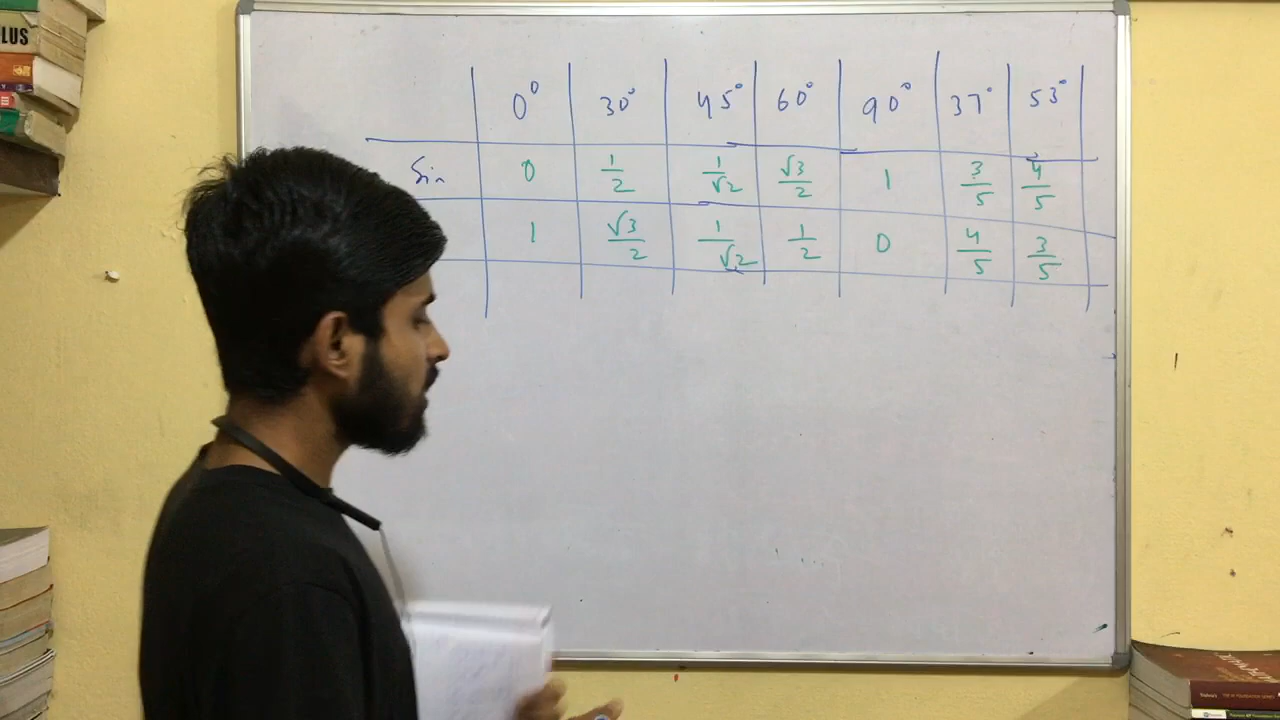 LUS
0° 30° 45° 60° 90° 37° 53°
Sin 0 1/2 1/√2 √3/2 1 3/5 4/5
1 √3/2 1/√2 1/2 0 4/5 3/5